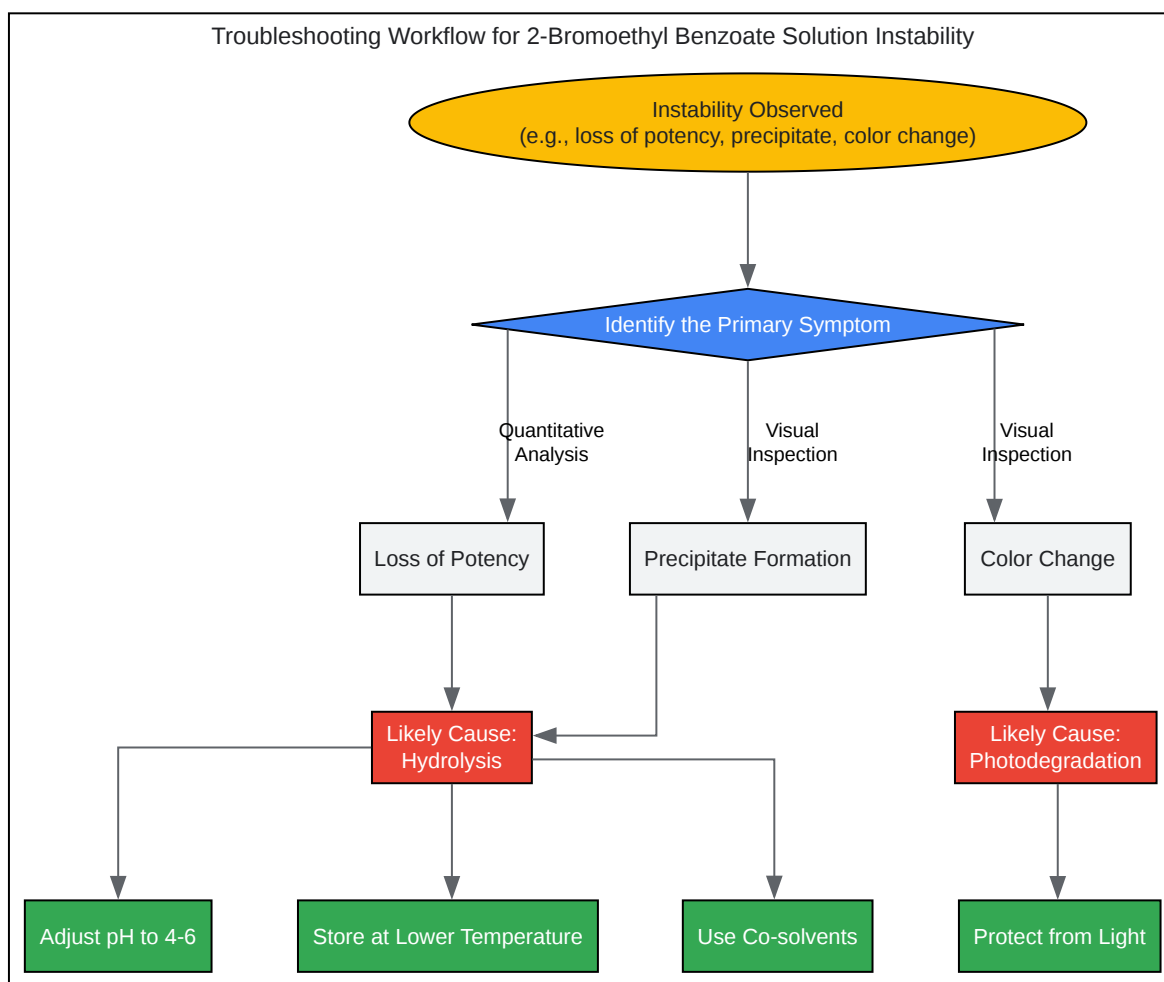 Troubleshooting Workflow for 2-Bromoethyl Benzoate Solution Instability
Instability Observed
(e.g., loss of potency, precipitate, color change)
Identify the Primary Symptom
Quantitative
Analysis
Visual
Inspection
Visual
Inspection
Loss of Potency
Precipitate Formation
Color Change
Likely Cause:
Hydrolysis
Likely Cause:
Photodegradation
Adjust pH to 4-6
Store at Lower Temperature
Use Co-solvents
Protect from Light